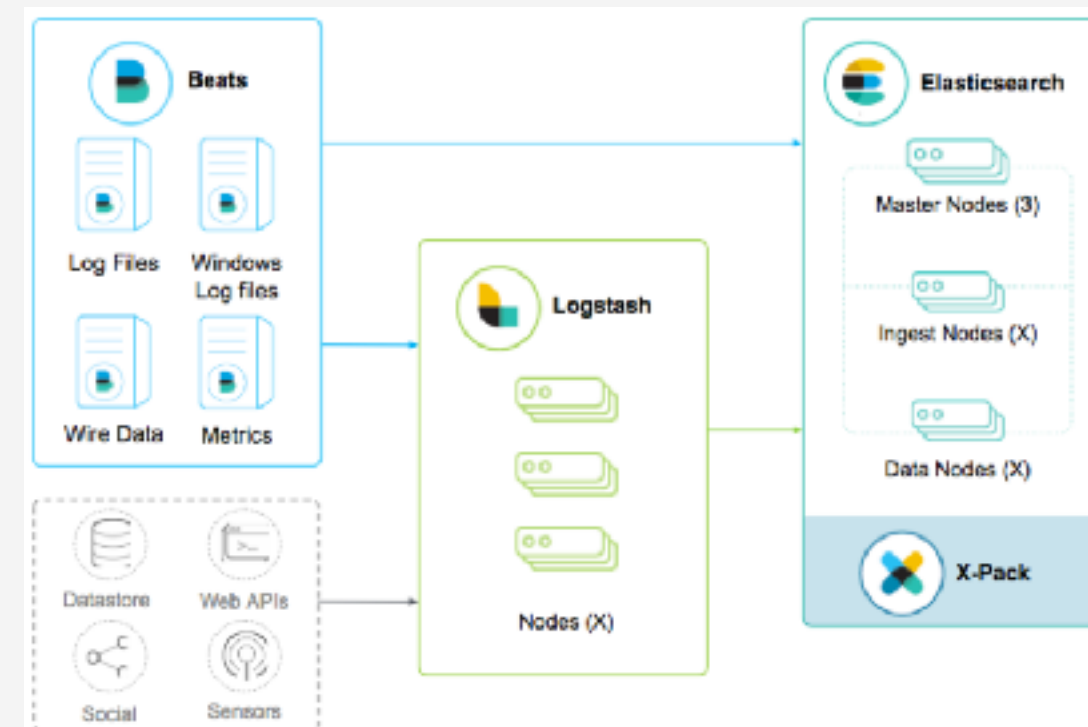 Beats
Log Files
Windows
Log files
Wire Data
Metrics
Datastore
Web APIs
Social
Sensors
Logstash
Nodes (X)
Elasticsearch
Master Nodes (3)
Ingest Nodes (X)
Data Nodes (X)
X-Pack